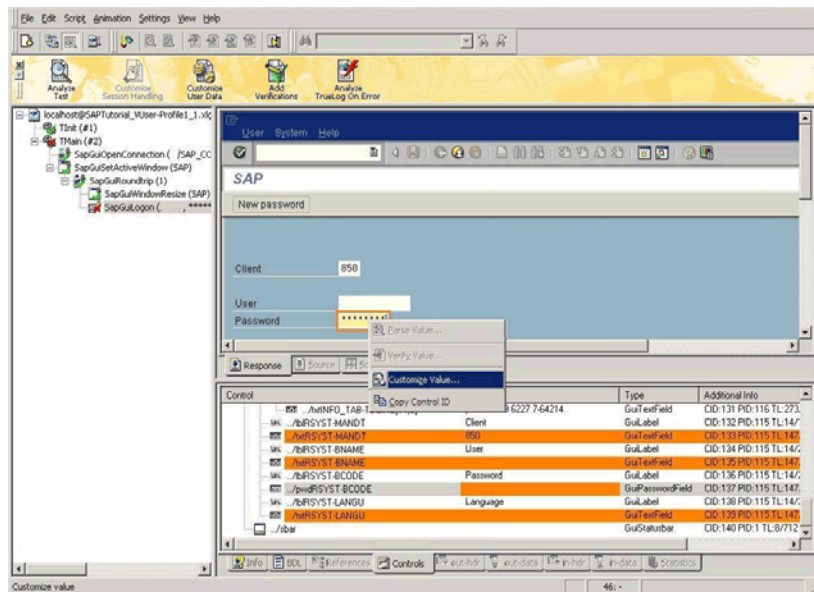 File Edit Script Animation Settings View Help
Analyze Test
Customize Session Handling
Customize User Data
Add Verifications
Analyze TrueLog On Error
localhost@SAPTutorial_VUser-Profile1_1.xlg
TInit (#1)
TMain (#2)
SapGuiOpenConnection ( /SAP_CC
SapGuiSetActiveWindow (SAP)
SapGuiRoundtrip (1)
SapGuiWindowResize (SAP)
SapGuiLogon ( , *****
User System Help
SAP
New password
Client 850
User
Password ********
Parse Value...
Verify Value...
Customize Value...
Copy Control ID
Response Source
Control Type Additional Info
6227 7-64214 GuiTextField CID:131 PID:116 TL:273.
.../lblRSYST-MANDT Client GuiLabel CID:132 PID:115 TL:14/
.../txtRSYST-MANDT 850 GuiTextField CID:133 PID:115 TL:147.
.../lblRSYST-BNAME User GuiLabel CID:134 PID:115 TL:14/
.../txtRSYST-BNAME GuiTextField CID:135 PID:115 TL:147.
.../lblRSYST-BCODE Password GuiLabel CID:136 PID:115 TL:14/
.../pwdRSYST-BCODE GuiPasswordField CID:137 PID:115 TL:147.
.../lblRSYST-LANGU Language GuiLabel CID:138 PID:115 TL:14/
.../txtRSYST-LANGU GuiTextField CID:139 PID:115 TL:147.
.../sbar GuiStatusbar CID:140 PID:1 TL:8/712
Info BDL References Controls out-hdr out-data in-hdr in-data Statistics
Customize value 46: -